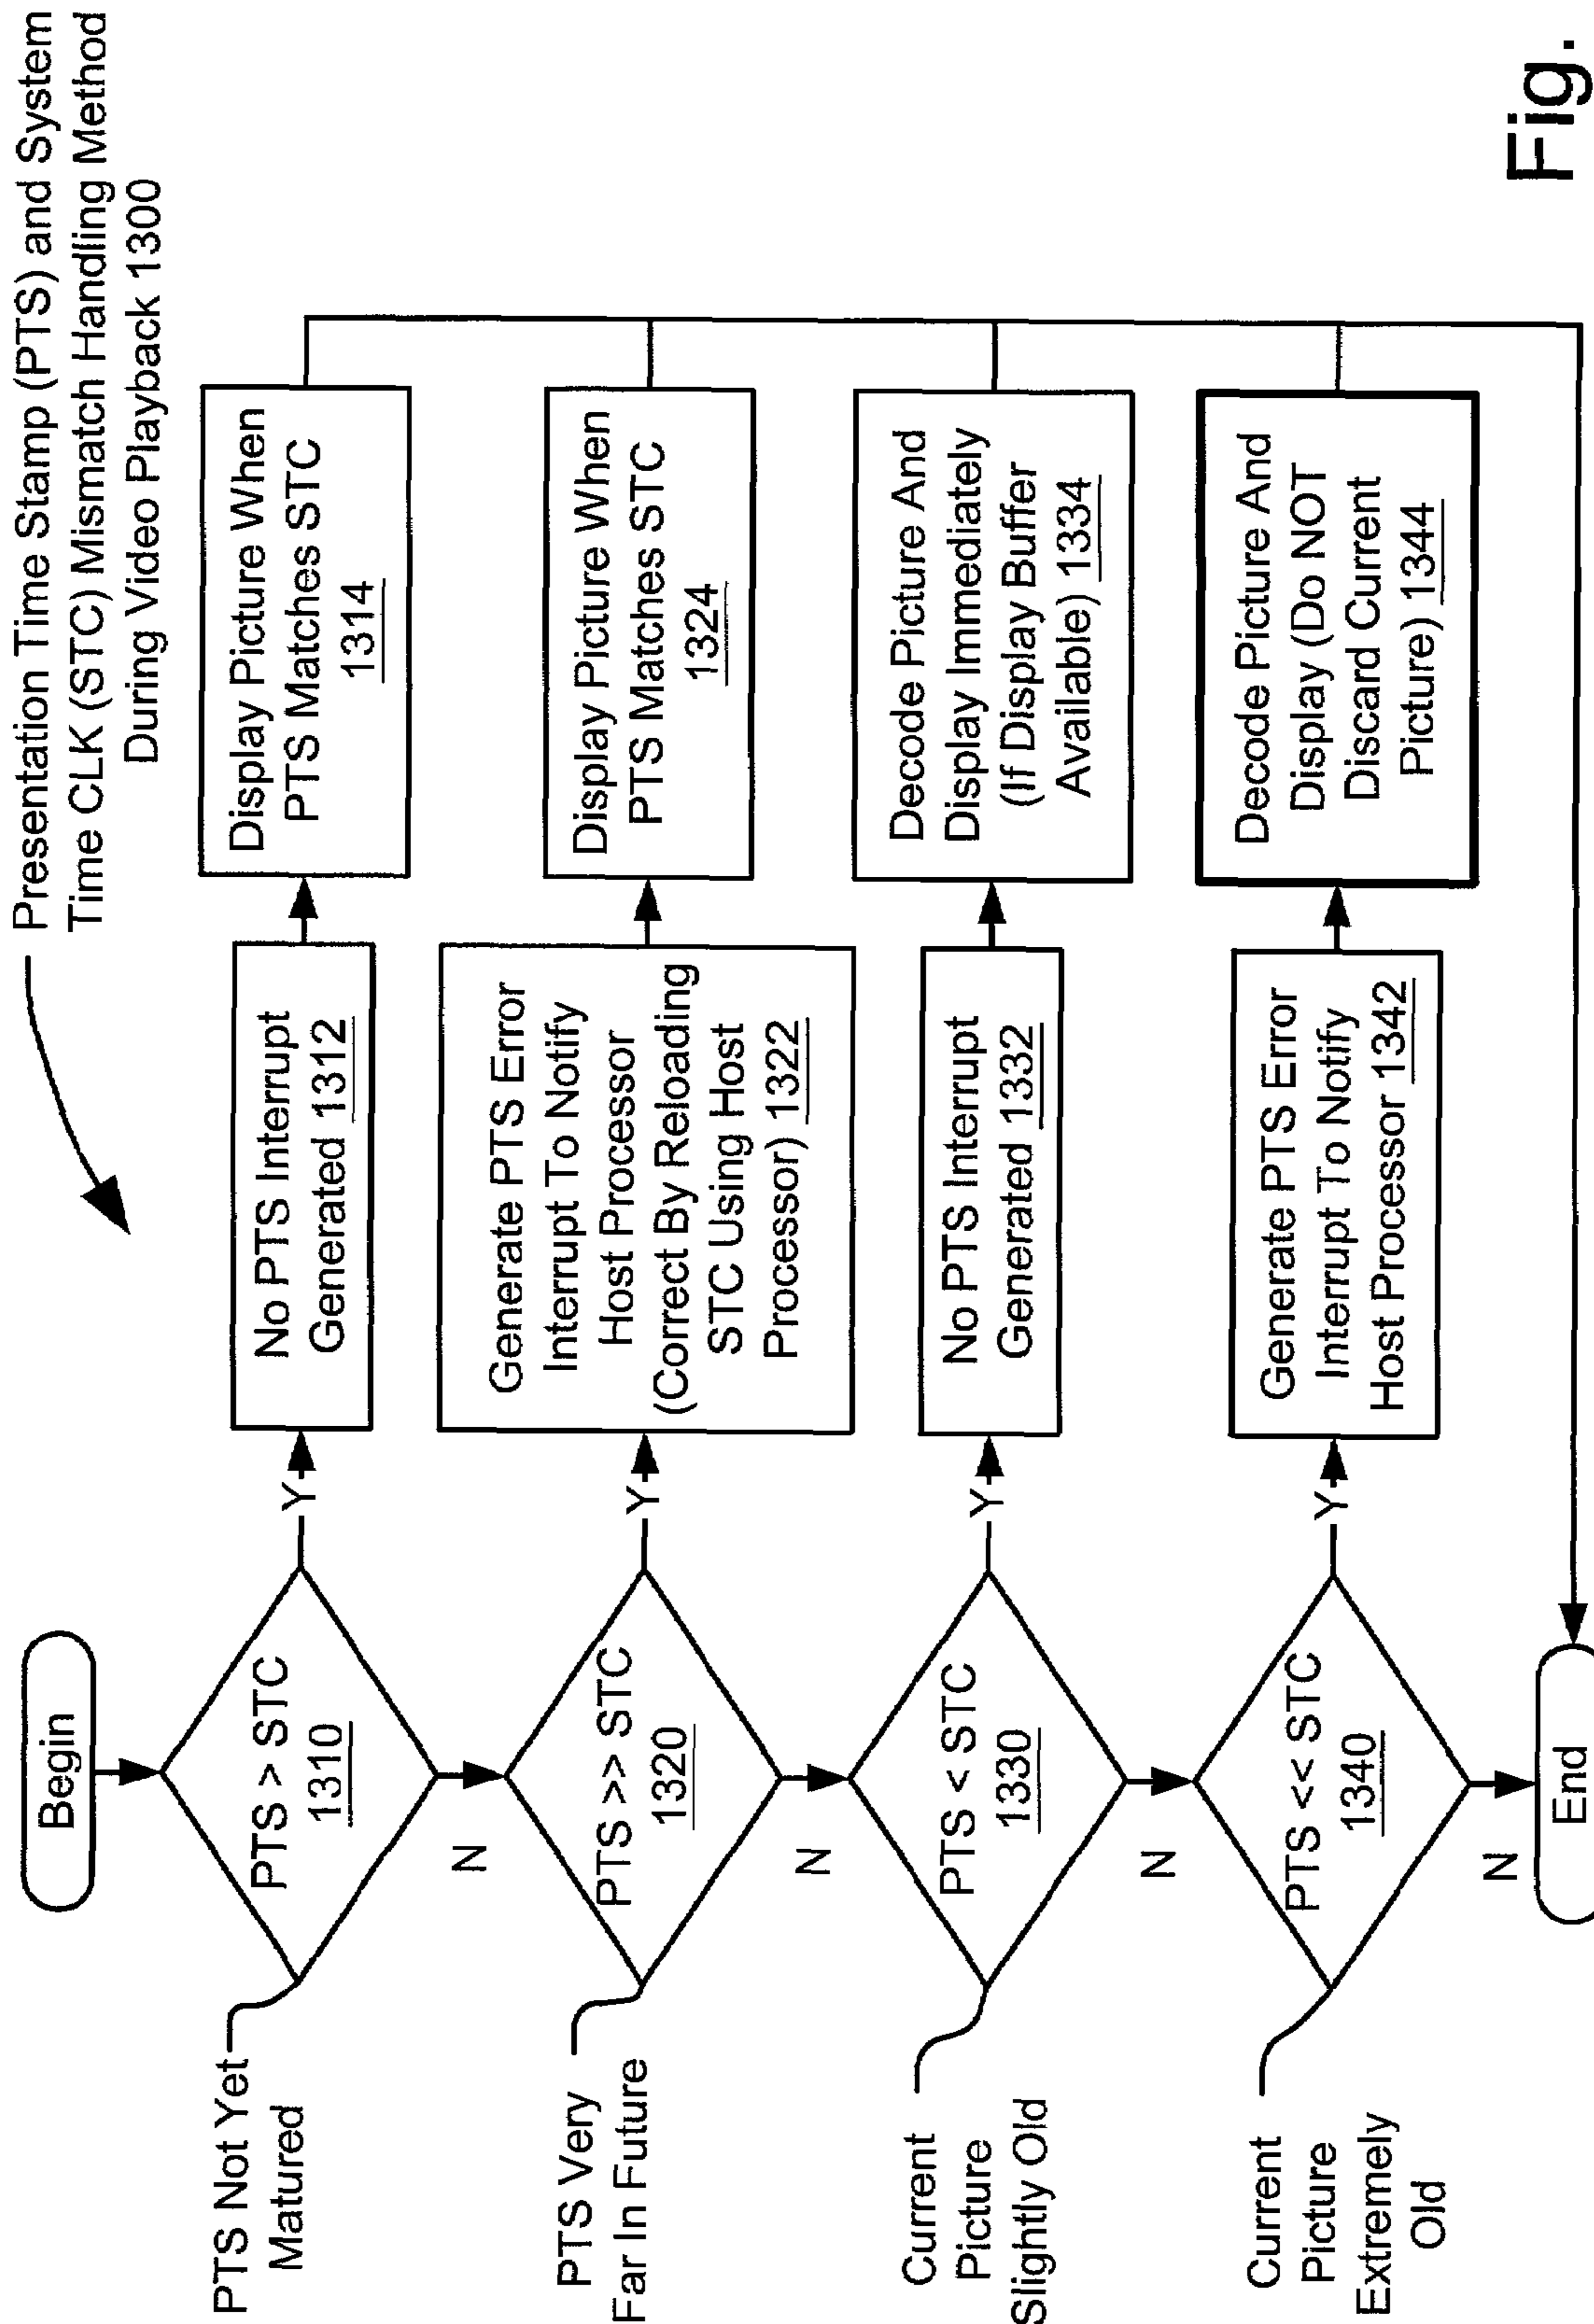 Presentation Time Stamp (PTS) and System
Time CLK (STC) Mismatch Handling Method
During Video Playback 1300
Begin
PTS Not Yet
Matured
PTS > STC
1310
Y
No PTS Interrupt
Generated 1312
Display Picture When
PTS Matches STC
1314
N
PTS Very
Far In Future
PTS >> STC
1320
Y
Generate PTS Error
Interrupt To Notify
Host Processor
(Correct By Reloading
STC Using Host
Processor) 1322
Display Picture When
PTS Matches STC
1324
N
Current
Picture
Slightly Old
PTS < STC
1330
Y
No PTS Interrupt
Generated 1332
Decode Picture And
Display Immediately
(If Display Buffer
Available) 1334
N
Current
Picture
Extremely
Old
PTS << STC
1340
Y
Generate PTS Error
Interrupt To Notify
Host Processor 1342
Decode Picture And
Display (Do NOT
Discard Current
Picture) 1344
N
End
Fig.